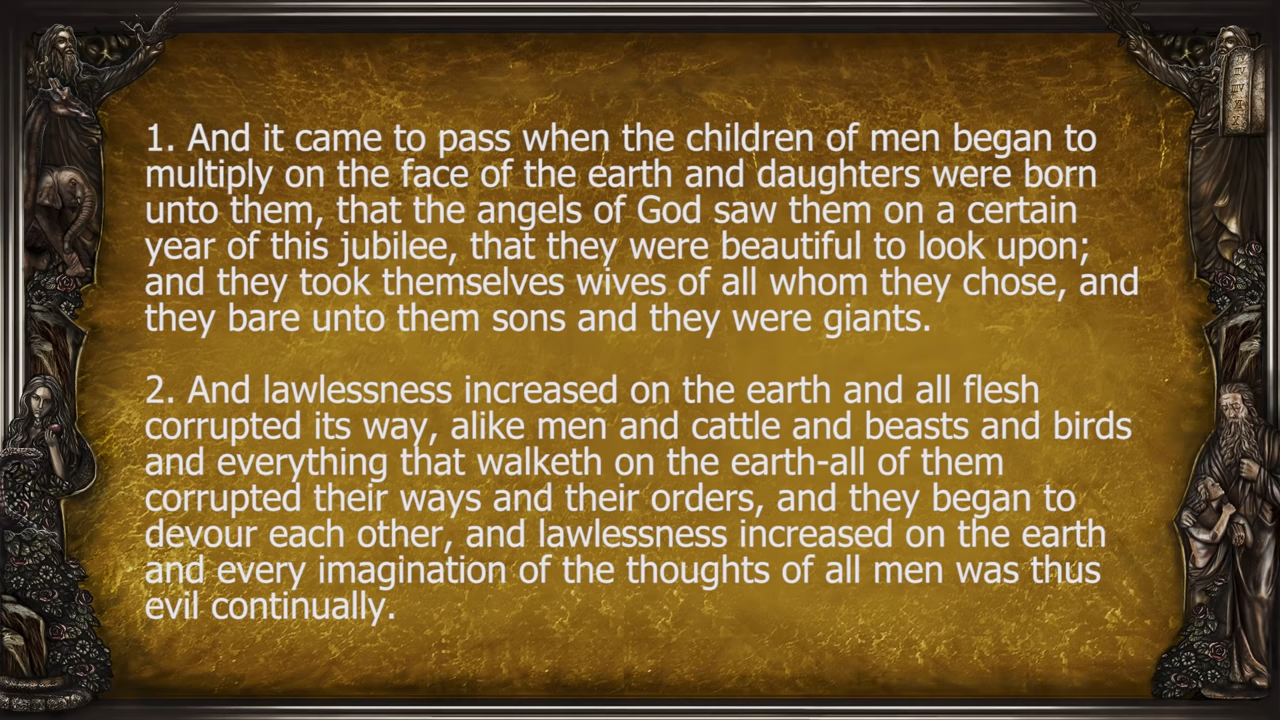 1. And it came to pass when the children of men began to
multiply on the face of the earth and daughters were born
unto them, that the angels of God saw them on a certain
year of this jubilee, that they were beautiful to look upon;
and they took themselves wives of all whom they chose, and
they bare unto them sons and they were giants.
2. And lawlessness increased on the earth and all flesh
corrupted its way, alike men and cattle and beasts and birds
and everything that walketh on the earth-all of them
corrupted their ways and their orders, and they began to
devour each other, and lawlessness increased on the earth
and every imagination of the thoughts of all men was thus
evil continually.